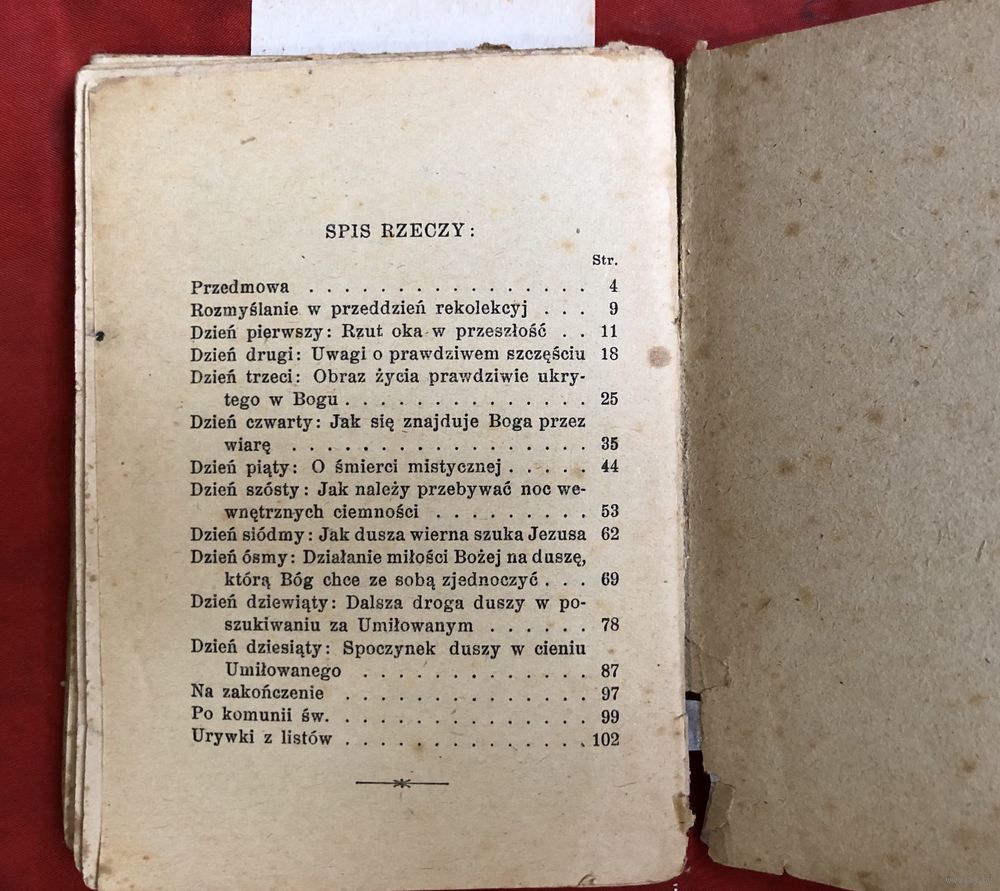 SPIS RZECZY:
Str.
Przedmowa . . . . . . . . . . . . . . . . 4
Rozmyślanie w przeddzień rekolekcyj . . . 9
Dzień pierwszy: Rzut oka w przeszłość . . 11
Dzień drugi: Uwagi o prawdziwem szczęściu 18
Dzień trzeci: Obraz życia prawdziwie ukry-
tego w Bogu . . . . . . . . . . . . . . 25
Dzień czwarty: Jak się znajduje Boga przez
wiarę . . . . . . . . . . . . . . . . . 35
Dzień piąty: O śmierci mistycznej . . . . . 44
Dzień szósty: Jak należy przebywać noc we-
wnętrznych ciemności . . . . . . . . . 53
Dzień siódmy: Jak dusza wierna szuka Jezusa 62
Dzień ósmy: Działanie miłości Bożej na duszę,
którą Bóg chce ze sobą zjednoczyć . . . 69
Dzień dziewiąty: Dalsza droga duszy w po-
szukiwaniu za Umiłowanym . . . . . . 78
Dzień dziesiąty: Spoczynek duszy w cieniu
Umiłowanego . . . . . . . . . . . . . 87
Na zakończenie . . . . . . . . . . . . . . 97
Po komunii św. . . . . . . . . . . . . . . 99
Urywki z listów . . . . . . . . . . . . . . 102